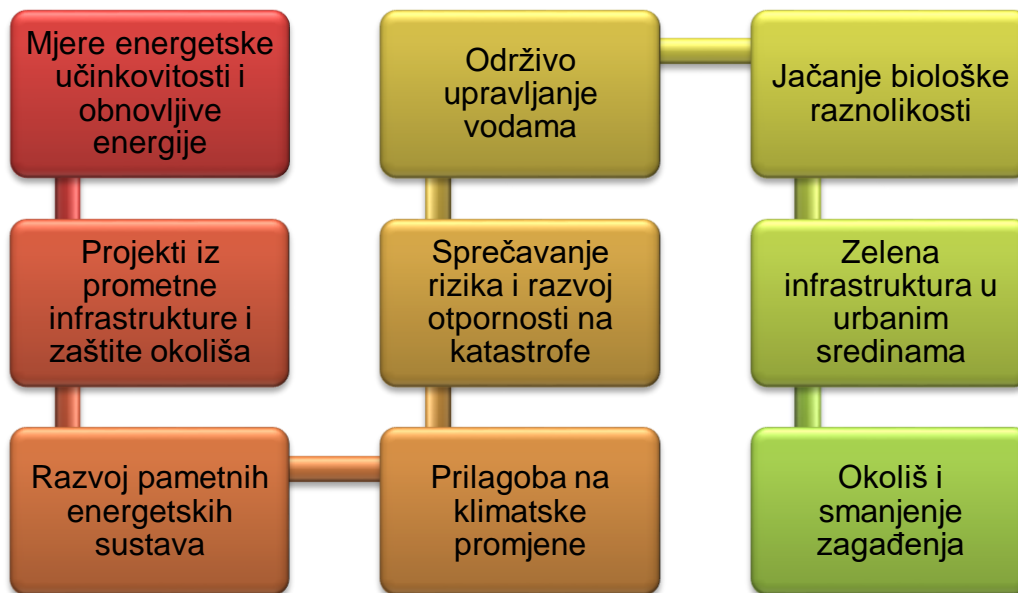 Mjere energetske
učinkovitosti i
obnovljive
energije
Projekti iz
prometne
infrastrukture i
zaštite okoliša
Razvoj pametnih
energetskih
sustava
Prilagoba na
klimatske
promjene
Sprečavanje
rizika i razvoj
otpornosti na
katastrofe
Održivo
upravljanje
vodama
Jačanje biološke
raznolikosti
Zelena
infrastruktura u
urbanim
sredinama
Okoliš i
smanjenje
zagađenja